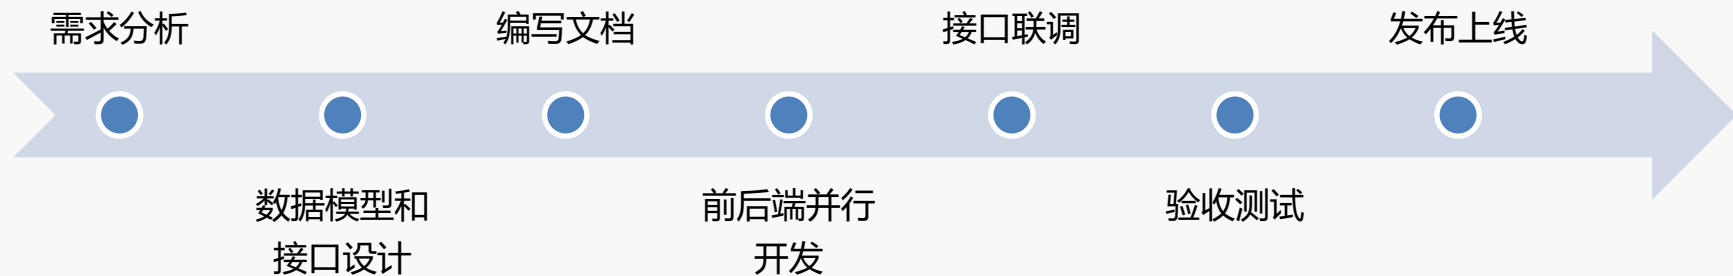 需求分析
数据模型和
接口设计
编写文档
前后端并行
开发
接口联调
验收测试
发布上线